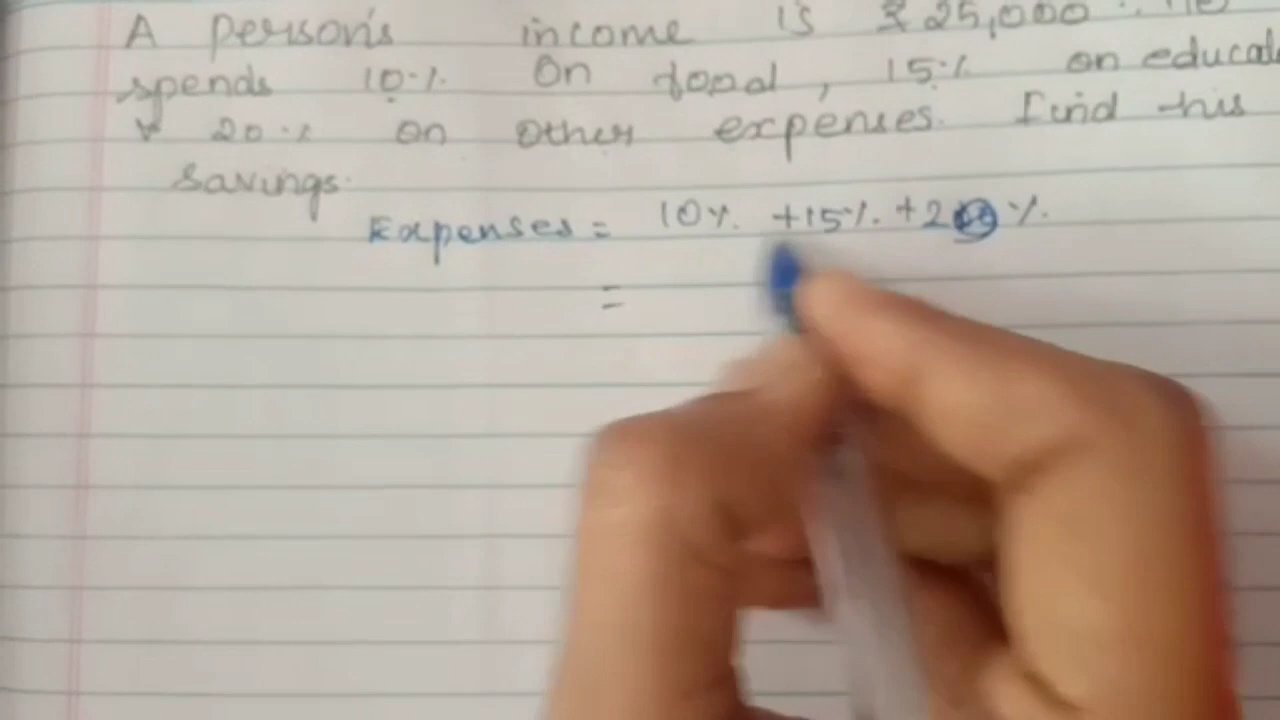 A person's income is ₹25,000. He
spends 10% on food, 15% on educat
& 20% on other expenses. Find his
savings.
Expenses = 10% + 15% + 20%
=